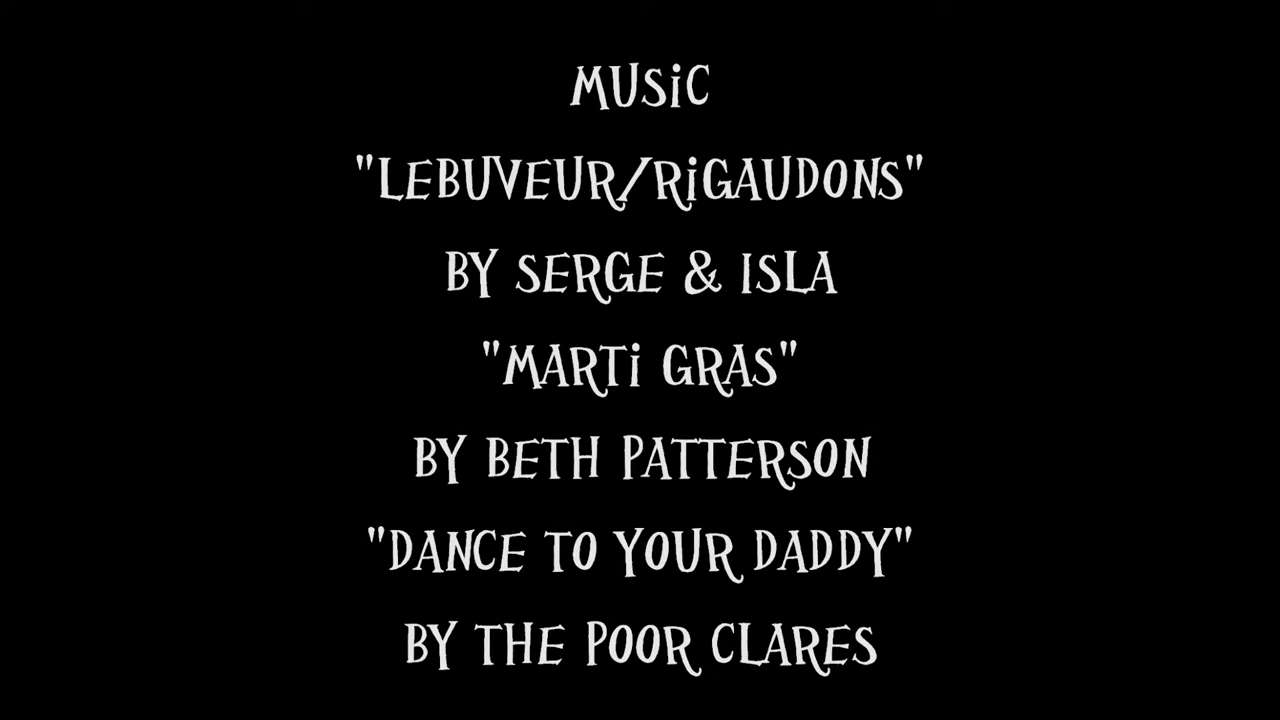 MUSiC
"LEBUVEUR/RiGAUDONS"
BY SERGE & ISLA
"MARTi GRAS"
BY BETH PATTERSON
"DANCE TO YOUR DADDY"
BY THE POOR CLARES